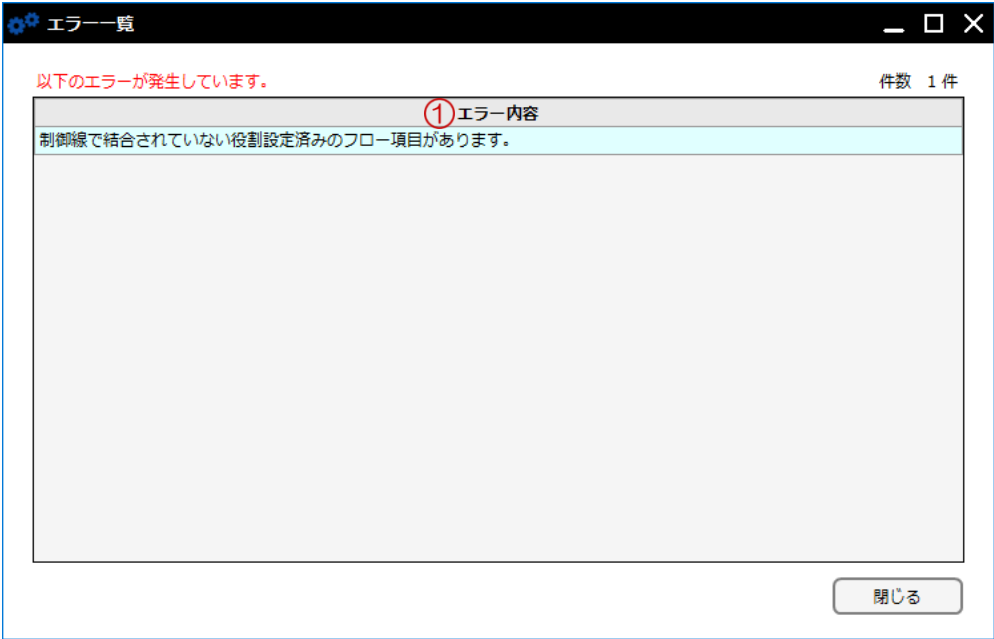 エラー一覧
以下のエラーが発生しています。 件数 1 件
①エラー内容
制御線で結合されていない役割設定済みのフロー項目があります。
閉じる